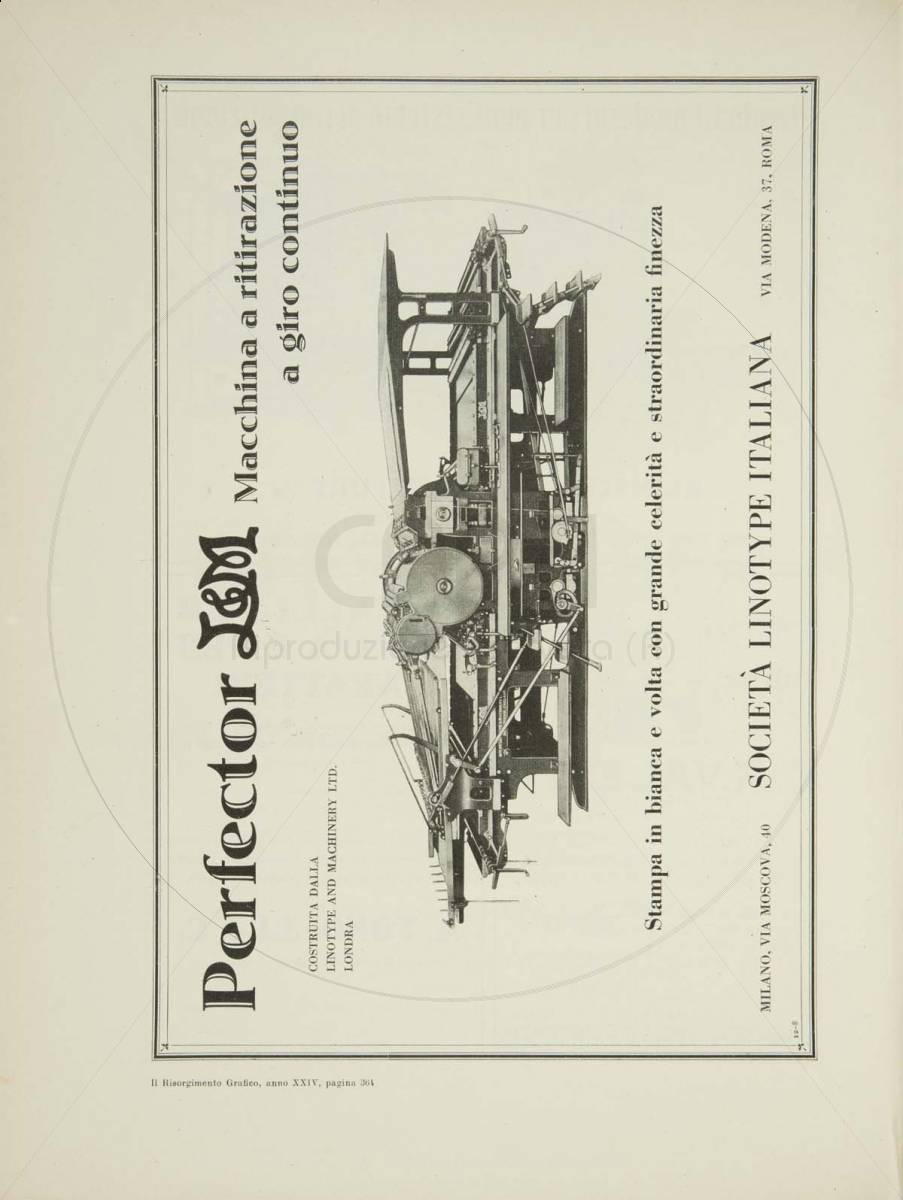 Perfector L&M Macchina a ritirazione
a giro continuo
COSTRUITA DALLA
LINOTYPE AND MACHINERY LTD.
LONDRA
L&M
Stampa in bianca e volta con grande celerità e straordinaria finezza
MILANO, VIA MOSCOVA, 40 SOCIETÀ LINOTYPE ITALIANA VIA MODENA, 37, ROMA
12-8
Il Risorgimento Grafico, anno XXIV, pagina 364